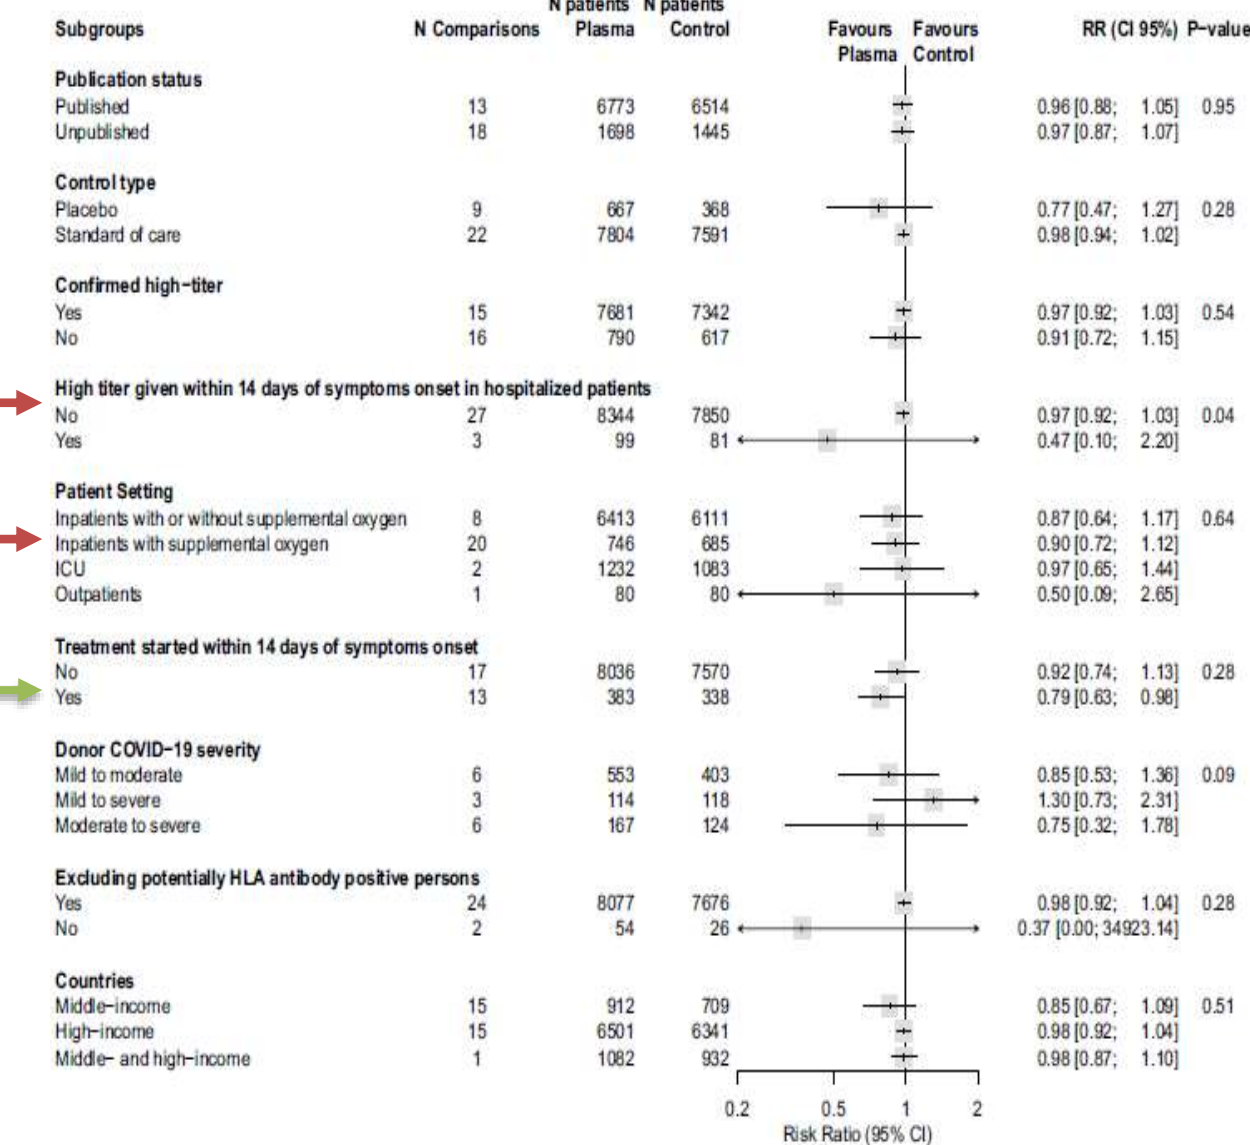 N patients N patients
Subgroups N Comparisons Plasma Control Favours Favours RR (CI 95%) P−value
Plasma Control
Publication status
Published 13 6773 6514 0.96 [0.88; 1.05] 0.95
Unpublished 18 1698 1445 0.97 [0.87; 1.07]
Control type
Placebo 9 667 368 0.77 [0.47; 1.27] 0.28
Standard of care 22 7804 7591 0.98 [0.94; 1.02]
Confirmed high−titer
Yes 15 7681 7342 0.97 [0.92; 1.03] 0.54
No 16 790 617 0.91 [0.72; 1.15]
High titer given within 14 days of symptoms onset in hospitalized patients
No 27 8344 7850 0.97 [0.92; 1.03] 0.04
Yes 3 99 81 0.47 [0.10; 2.20]
Patient Setting
Inpatients with or without supplemental oxygen 8 6413 6111 0.87 [0.64; 1.17] 0.64
Inpatients with supplemental oxygen 20 746 685 0.90 [0.72; 1.12]
ICU 2 1232 1083 0.97 [0.65; 1.44]
Outpatients 1 80 80 0.50 [0.09; 2.65]
Treatment started within 14 days of symptoms onset
No 17 8036 7570 0.92 [0.74; 1.13] 0.28
Yes 13 383 338 0.79 [0.63; 0.98]
Donor COVID−19 severity
Mild to moderate 6 553 403 0.85 [0.53; 1.36] 0.09
Mild to severe 3 114 118 1.30 [0.73; 2.31]
Moderate to severe 6 167 124 0.75 [0.32; 1.78]
Excluding potentially HLA antibody positive persons
Yes 24 8077 7676 0.98 [0.92; 1.04] 0.28
No 2 54 26 0.37 [0.00; 34923.14]
Countries
Middle−income 15 912 709 0.85 [0.67; 1.09] 0.51
High−income 15 6501 6341 0.98 [0.92; 1.04]
Middle− and high−income 1 1082 932 0.98 [0.87; 1.10]
0.2 0.5 1 2
Risk Ratio (95% CI)